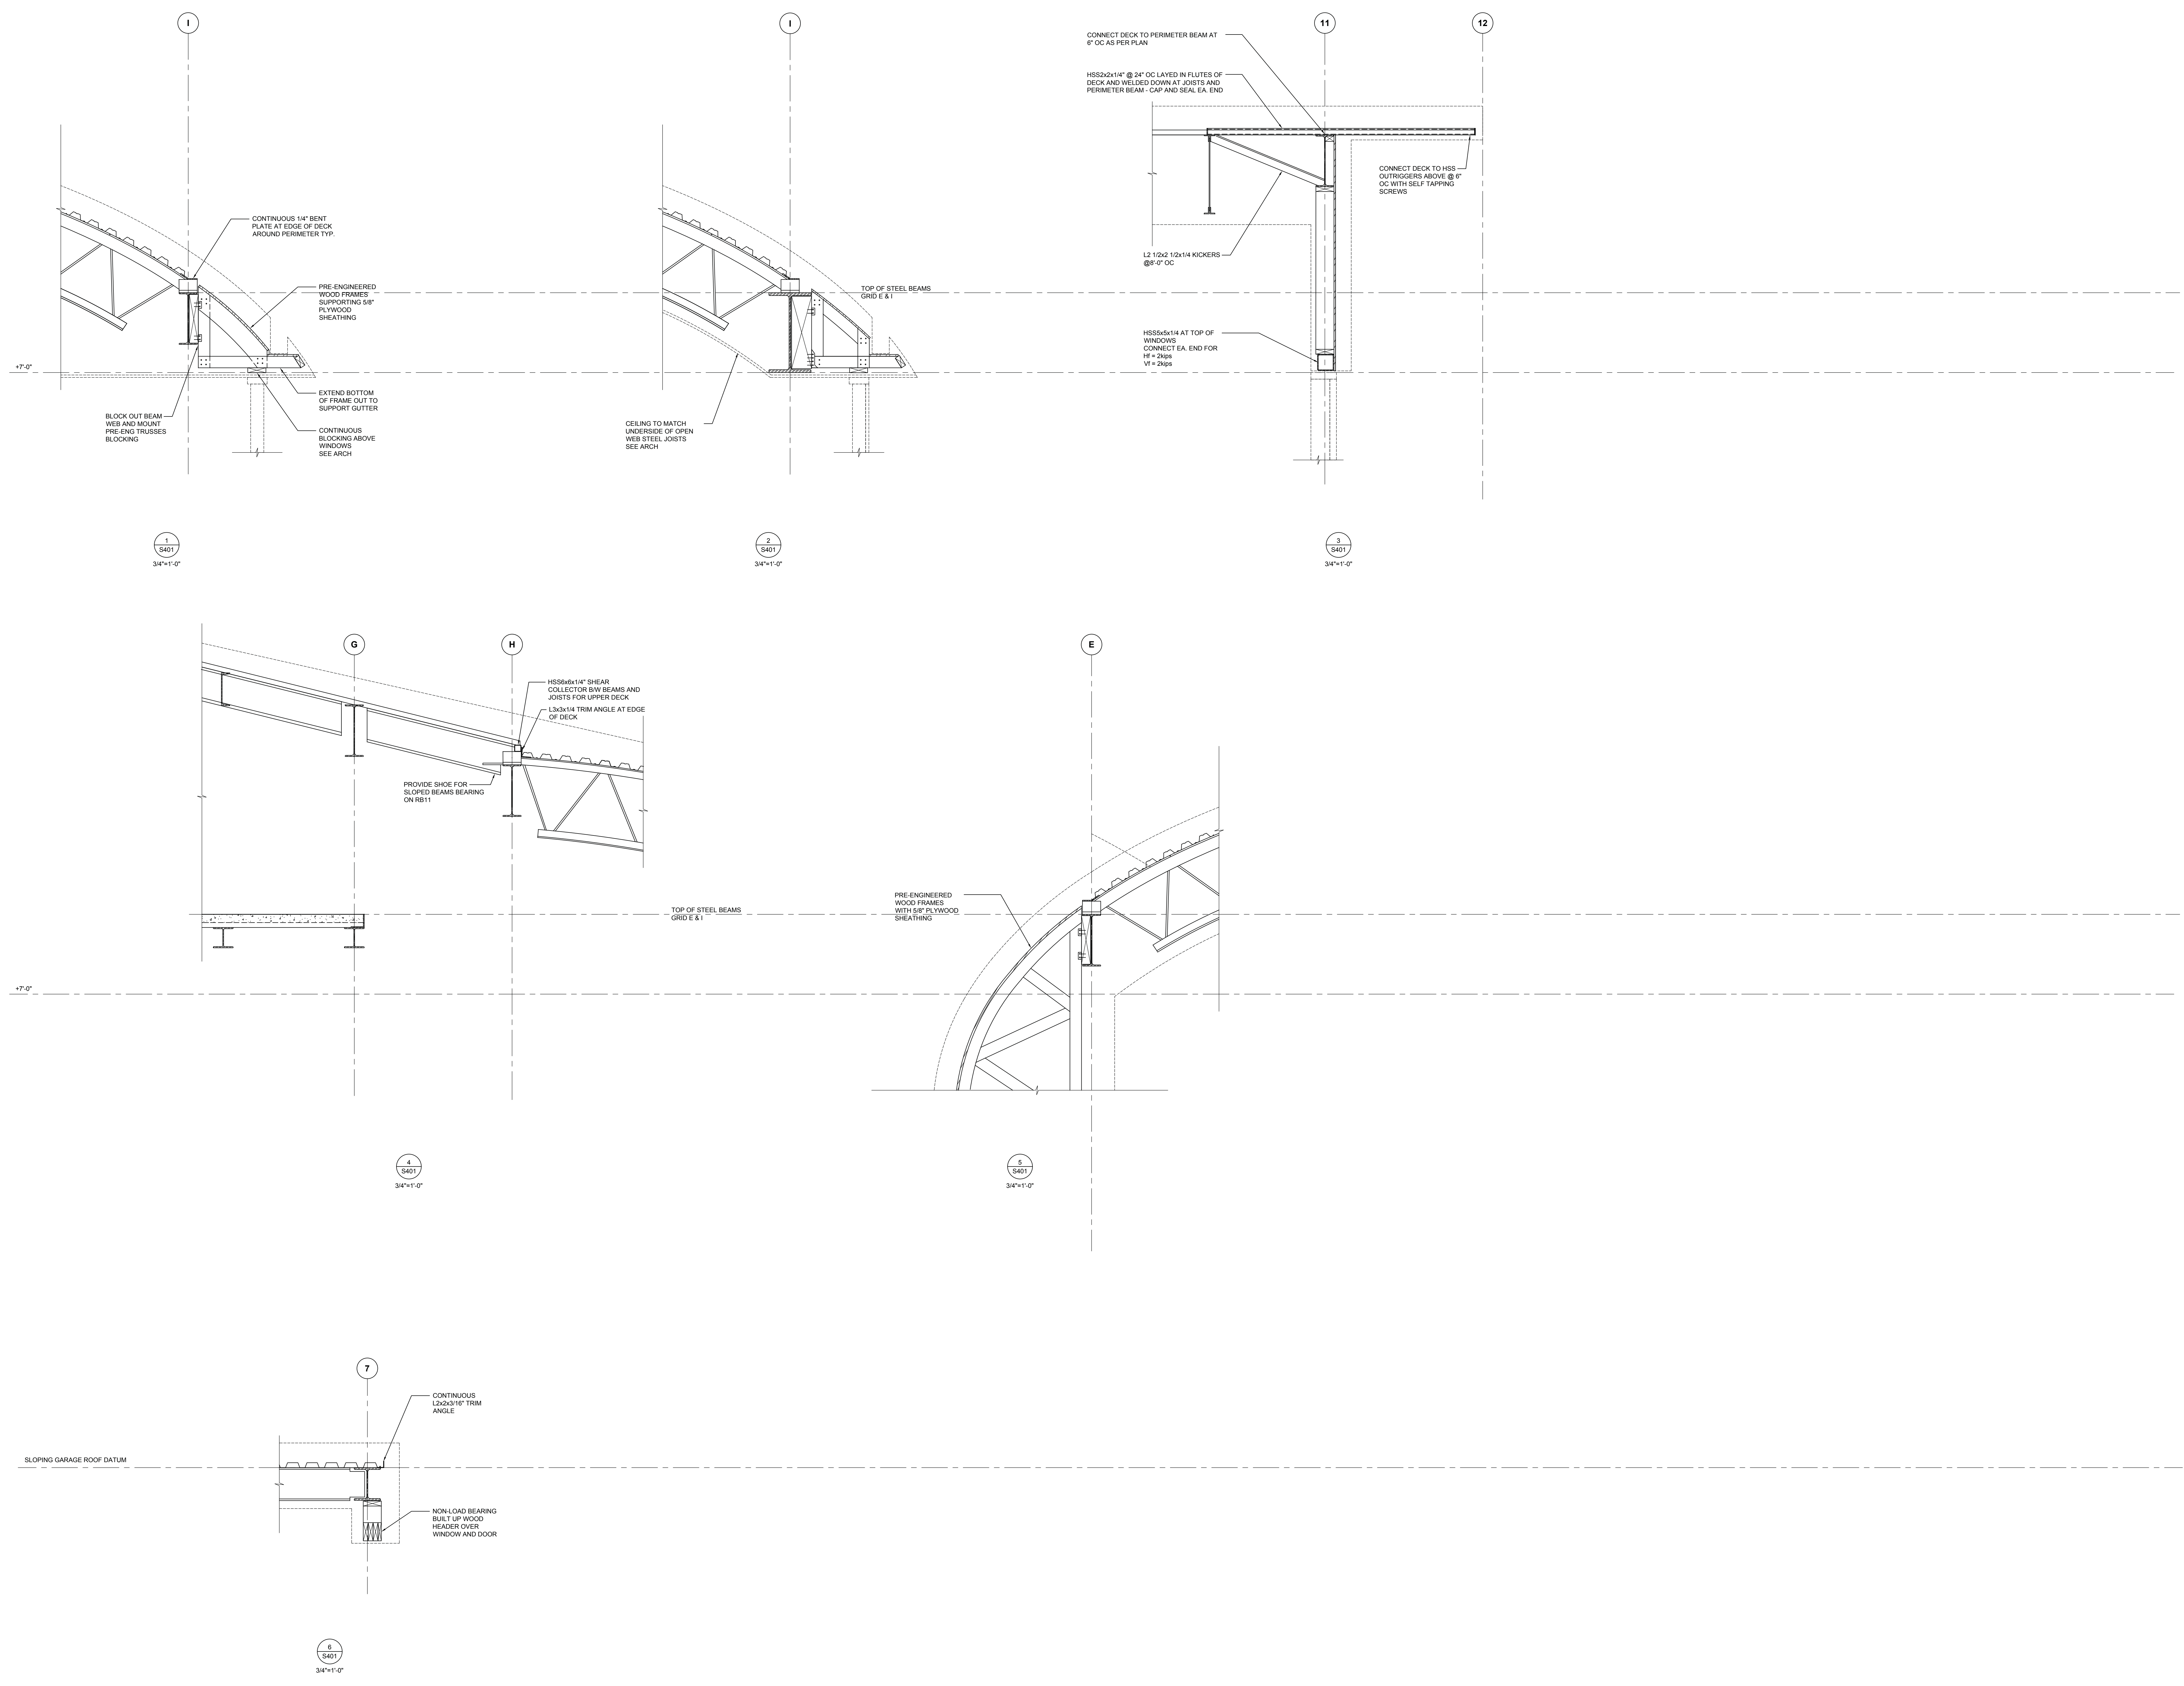 I
I
11
12
CONNECT DECK TO PERIMETER BEAM AT
6" OC AS PER PLAN
HSS2x2x1/4" @ 24" OC LAYED IN FLUTES OF
DECK AND WELDED DOWN AT JOISTS AND
PERIMETER BEAM - CAP AND SEAL EA. END
CONNECT DECK TO HSS
OUTRIGGERS ABOVE @ 6"
OC WITH SELF TAPPING
SCREWS
L2 1/2x2 1/2x1/4 KICKERS
@8'-0" OC
HSS5x5x1/4 AT TOP OF
WINDOWS
CONNECT EA. END FOR
Hf = 2kips
Vf = 2kips
CONTINUOUS 1/4" BENT
PLATE AT EDGE OF DECK
AROUND PERIMETER TYP.
PRE-ENGINEERED
WOOD FRAMES
SUPPORTING 5/8"
PLYWOOD
SHEATHING
TOP OF STEEL BEAMS
GRID E & I
+7'-0"
EXTEND BOTTOM
OF FRAME OUT TO
SUPPORT GUTTER
BLOCK OUT BEAM
WEB AND MOUNT
PRE-ENG TRUSSES
BLOCKING
CONTINUOUS
BLOCKING ABOVE
WINDOWS
SEE ARCH
CEILING TO MATCH
UNDERSIDE OF OPEN
WEB STEEL JOISTS
SEE ARCH
1
S401
3/4"=1'-0"
2
S401
3/4"=1'-0"
3
S401
3/4"=1'-0"
G
H
E
HSS6x6x1/4" SHEAR
COLLECTOR B/W BEAMS AND
JOISTS FOR UPPER DECK
L3x3x1/4 TRIM ANGLE AT EDGE
OF DECK
PROVIDE SHOE FOR
SLOPED BEAMS BEARING
ON RB11
TOP OF STEEL BEAMS
GRID E & I
PRE-ENGINEERED
WOOD FRAMES
WITH 5/8" PLYWOOD
SHEATHING
+7'-0"
4
S401
3/4"=1'-0"
5
S401
3/4"=1'-0"
7
CONTINUOUS
L2x2x3/16" TRIM
ANGLE
SLOPING GARAGE ROOF DATUM
NON-LOAD BEARING
BUILT UP WOOD
HEADER OVER
WINDOW AND DOOR
6
S401
3/4"=1'-0"